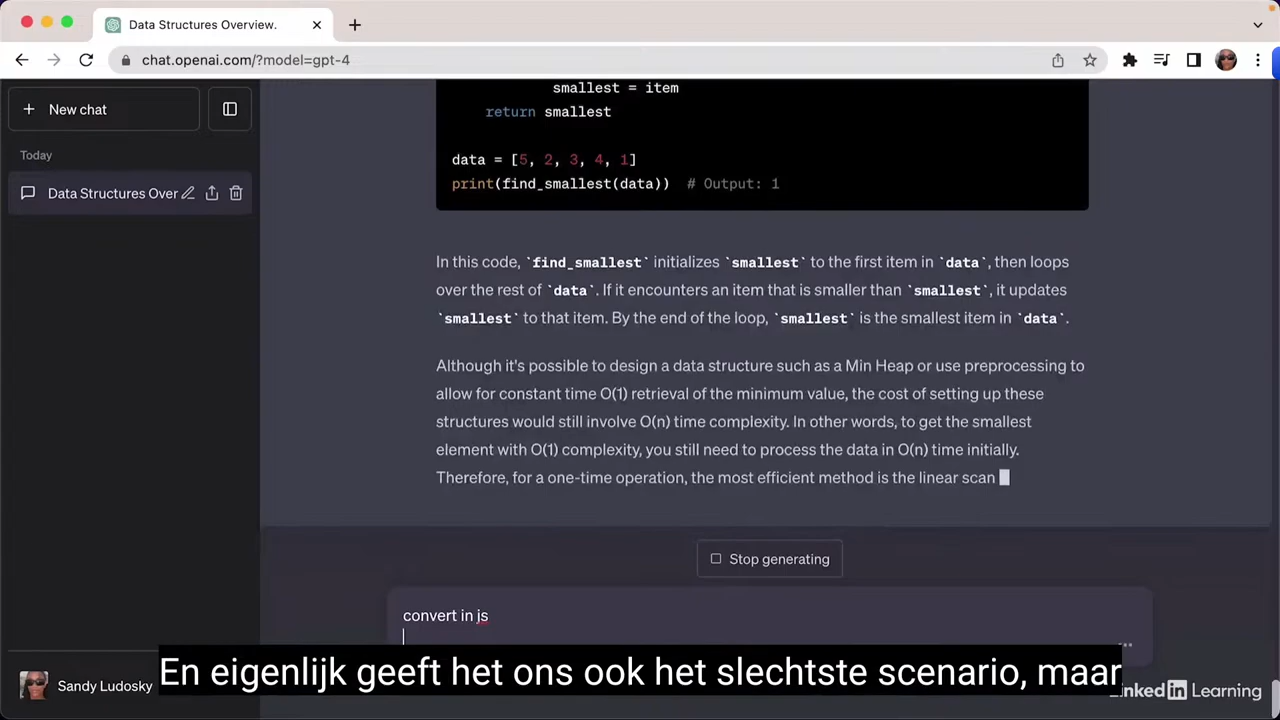 Data Structures Overview.
chat.openai.com/?model=gpt-4
New chat
Today
Data Structures Over
smallest = item
return smallest
data = [5, 2, 3, 4, 1]
print(find_smallest(data))  # Output: 1
In this code, `find_smallest` initializes `smallest` to the first item in `data`, then loops
over the rest of `data`. If it encounters an item that is smaller than `smallest`, it updates
`smallest` to that item. By the end of the loop, `smallest` is the smallest item in `data`.
Although it's possible to design a data structure such as a Min Heap or use preprocessing to
allow for constant time O(1) retrieval of the minimum value, the cost of setting up these
structures would still involve O(n) time complexity. In other words, to get the smallest
element with O(1) complexity, you still need to process the data in O(n) time initially.
Therefore, for a one-time operation, the most efficient method is the linear scan
Stop generating
convert in js
En eigenlijk geeft het ons ook het slechtste scenario, maar
Sandy Ludosky
Linkedin Learning